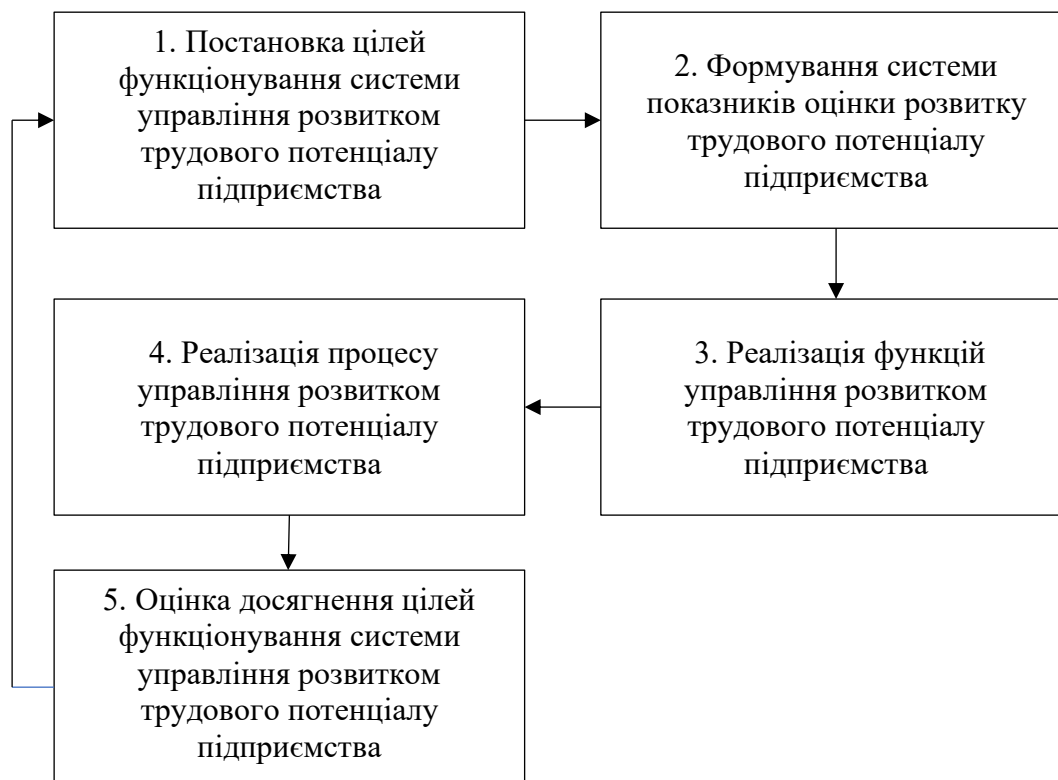 1. Постановка цілей
функціонування системи
управління розвитком
трудового потенціалу
підприємства
2. Формування системи
показників оцінки розвитку
трудового потенціалу
підприємства
3. Реалізація функцій
управління розвитком
трудового потенціалу
підприємства
4. Реалізація процесу
управління розвитком
трудового потенціалу
підприємства
5. Оцінка досягнення цілей
функціонування системи
управління розвитком
трудового потенціалу
підприємства